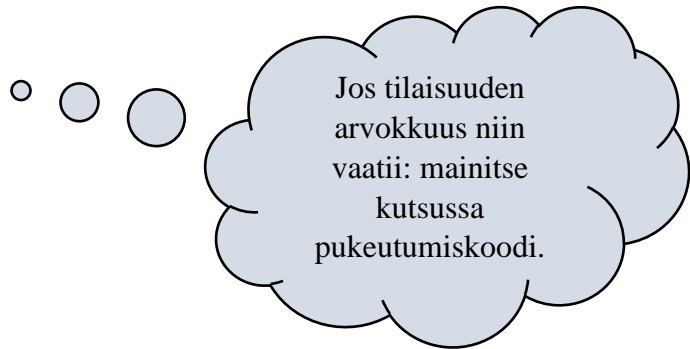 Jos tilaisuuden
arvokkuus niin
vaatii: mainitse
kutsussa
pukeutumiskoodi.